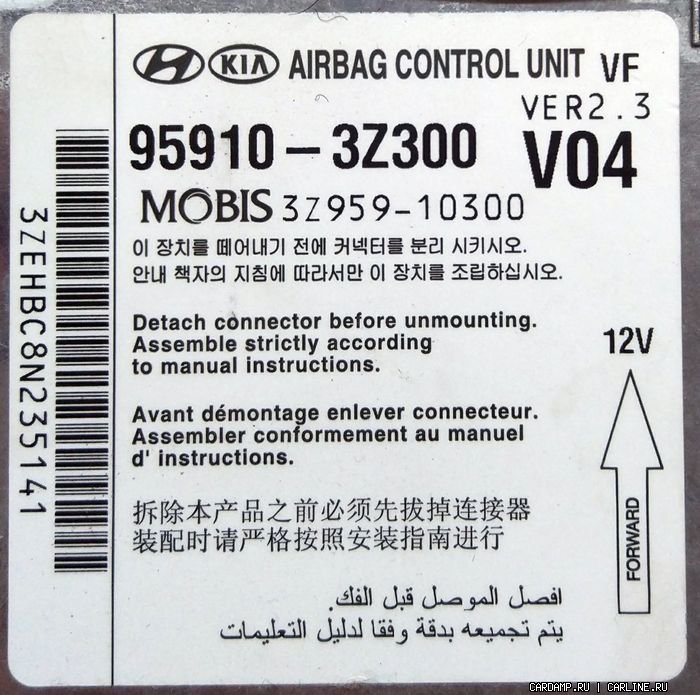 HYUNDAI KIA AIRBAG CONTROL UNIT VF
VER2.3
95910-3Z300 V04
MOBIS 3Z959-10300
이 장치를 떼어내기 전에 커넥터를 분리 시키시오.
안내 책자의 지침에 따라서만 이 장치를 조립하십시오.
Detach connector before unmounting.
Assemble strictly according
to manual instructions.
12V
Avant démontage enlever connecteur.
Assembler conformement au manuel
d' instructions.
FORWARD
拆除本产品之前必须先拔掉连接器
装配时请严格按照安装指南进行
افصل الموصل قبل الفك.
يتم تجميعه بدقة وفقا لدليل التعليمات
3ZEHBC8N235141
CARDAMP.RU | CARLINE.RU